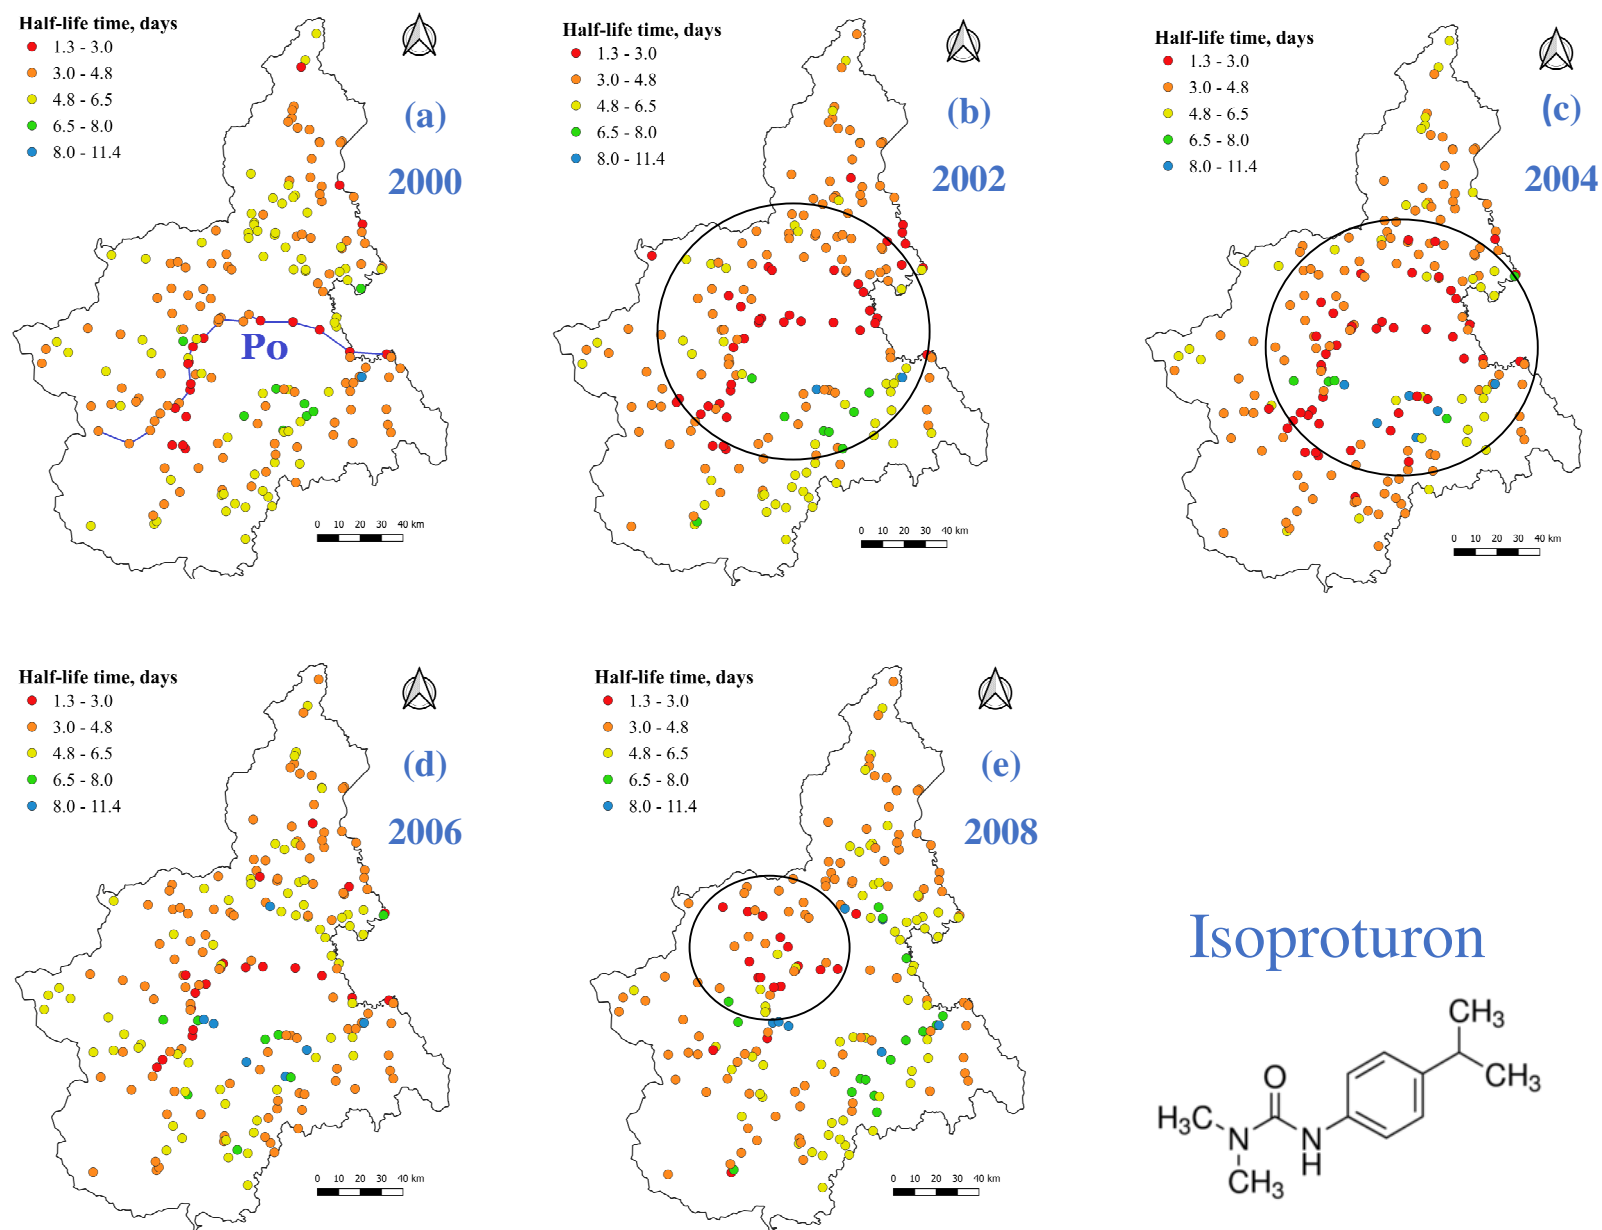 Half-life time, days
1.3 - 3.0
3.0 - 4.8
4.8 - 6.5
6.5 - 8.0
8.0 - 11.4
(a)
2000
Po
0 10 20 30 40 km
Half-life time, days
1.3 - 3.0
3.0 - 4.8
4.8 - 6.5
6.5 - 8.0
8.0 - 11.4
(b)
2002
0 10 20 30 40 km
Half-life time, days
1.3 - 3.0
3.0 - 4.8
4.8 - 6.5
6.5 - 8.0
8.0 - 11.4
(c)
2004
0 10 20 30 40 km
Half-life time, days
1.3 - 3.0
3.0 - 4.8
4.8 - 6.5
6.5 - 8.0
8.0 - 11.4
(d)
2006
0 10 20 30 40 km
Half-life time, days
1.3 - 3.0
3.0 - 4.8
4.8 - 6.5
6.5 - 8.0
8.0 - 11.4
(e)
2008
0 10 20 30 40 km
Isoproturon
CH3
CH3
O
H3C
N
N
H
CH3